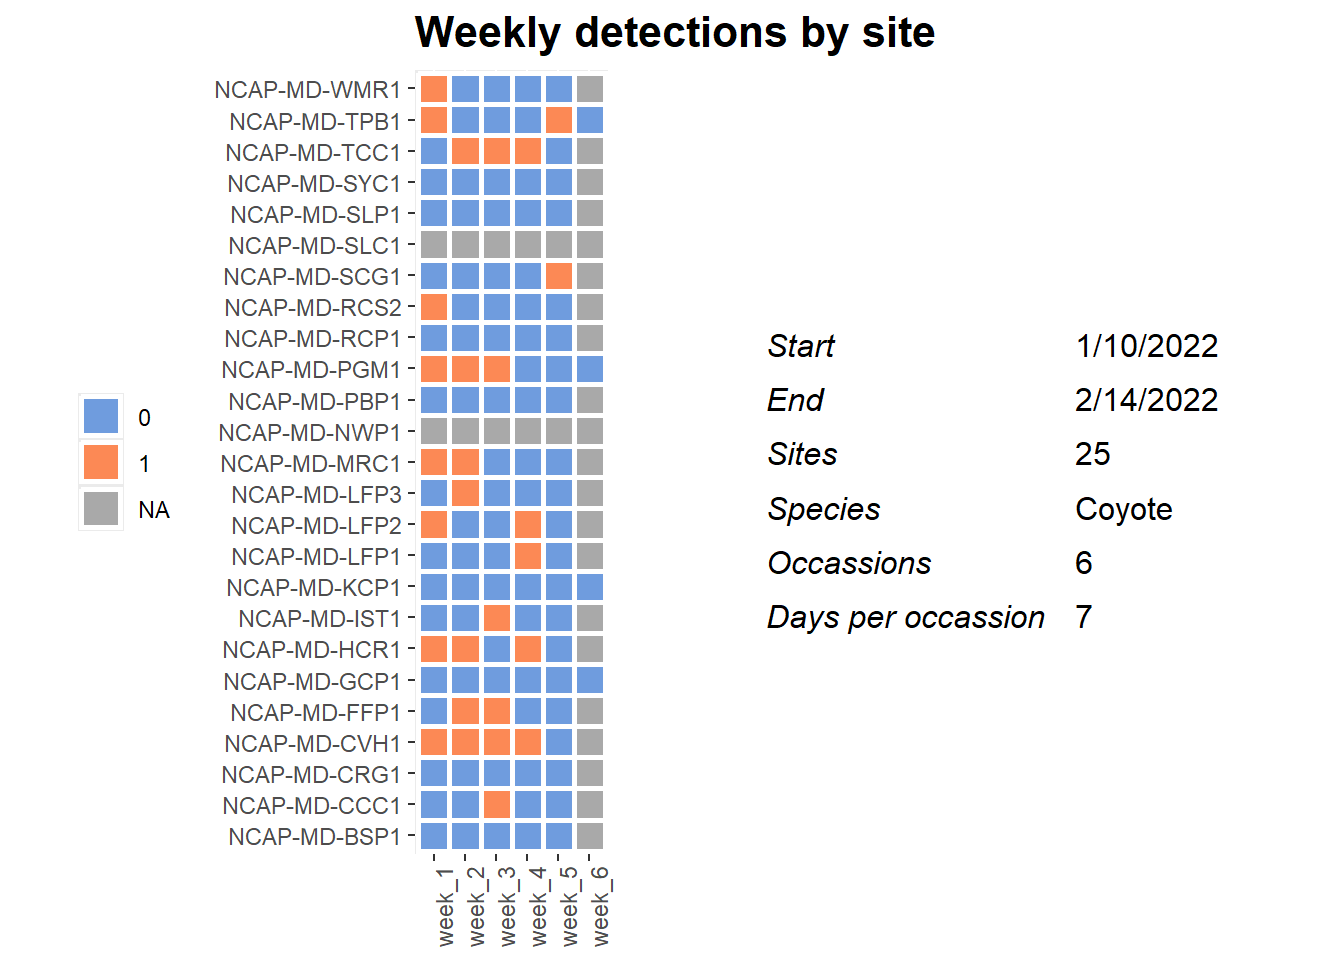 Weekly detections by site
NCAP-MD-WMR1
NCAP-MD-TPB1
NCAP-MD-TCC1
NCAP-MD-SYC1
NCAP-MD-SLP1
NCAP-MD-SLC1
NCAP-MD-SCG1
NCAP-MD-RCS2
NCAP-MD-RCP1
NCAP-MD-PGM1
NCAP-MD-PBP1
NCAP-MD-NWP1
NCAP-MD-MRC1
NCAP-MD-LFP3
NCAP-MD-LFP2
NCAP-MD-LFP1
NCAP-MD-KCP1
NCAP-MD-IST1
NCAP-MD-HCR1
NCAP-MD-GCP1
NCAP-MD-FFP1
NCAP-MD-CVH1
NCAP-MD-CRG1
NCAP-MD-CCC1
NCAP-MD-BSP1
week_1
week_2
week_3
week_4
week_5
week_6
0
1
NA
Start 1/10/2022
End 2/14/2022
Sites 25
Species Coyote
Occassions 6
Days per occassion 7